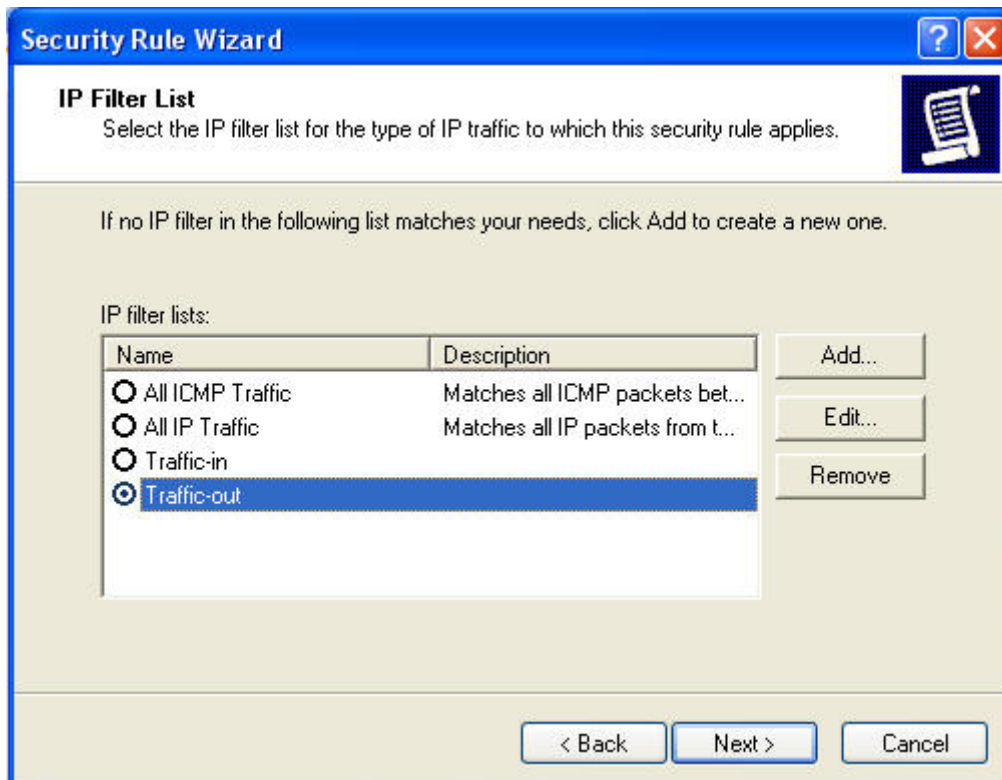 Security Rule Wizard
?
IP Filter List
Select the IP filter list for the type of IP traffic to which this security rule applies.
If no IP filter in the following list matches your needs, click Add to create a new one.
IP filter lists:
Name Description
All ICMP Traffic Matches all ICMP packets bet...
All IP Traffic Matches all IP packets from t...
Traffic-in
Traffic-out
Add...
Edit...
Remove
< Back Next > Cancel